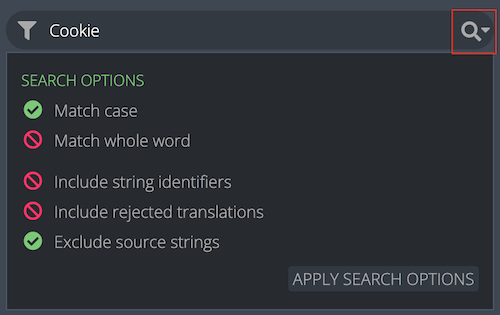 Cookie
SEARCH OPTIONS
Match case
Match whole word
Include string identifiers
Include rejected translations
Exclude source strings
APPLY SEARCH OPTIONS